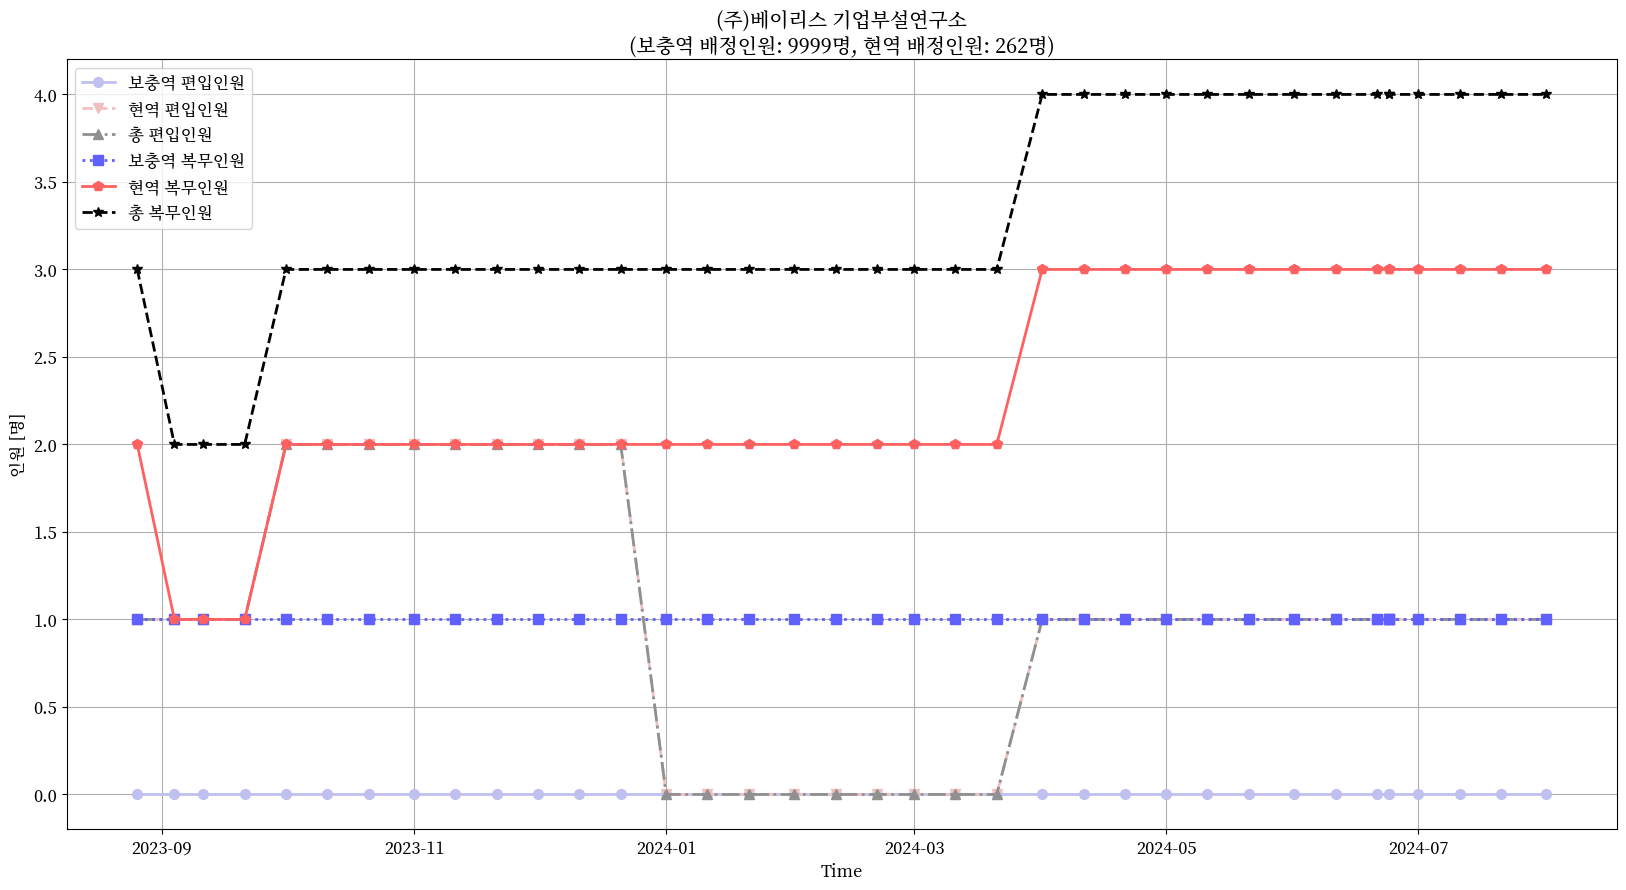 (주)베이리스 기업부설연구소
(보충역 배정인원: 9999명, 현역 배정인원: 262명)
보충역 편입인원
현역 편입인원
총 편입인원
보충역 복무인원
현역 복무인원
총 복무인원
4.0
3.5
3.0
2.5
2.0
1.5
1.0
0.5
0.0
인원 [명]
2023-09
2023-11
2024-01
2024-03
2024-05
2024-07
Time